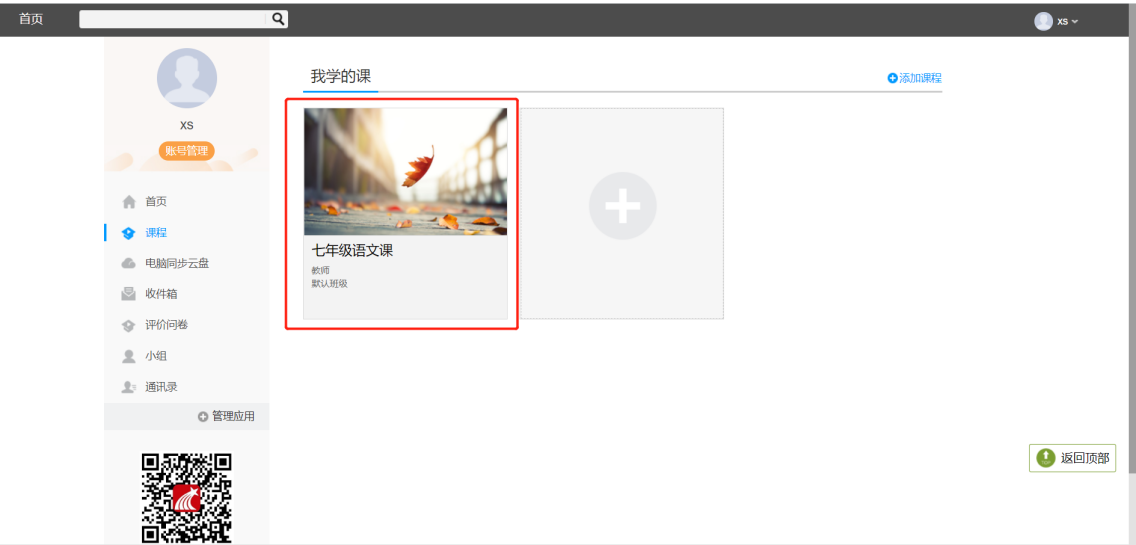 首页
xs
xs
账号管理
首页
课程
电脑同步云盘
收件箱
评价问卷
小组
通讯录
管理应用
我学的课
添加课程
七年级语文课
教师
默认班级
返回顶部